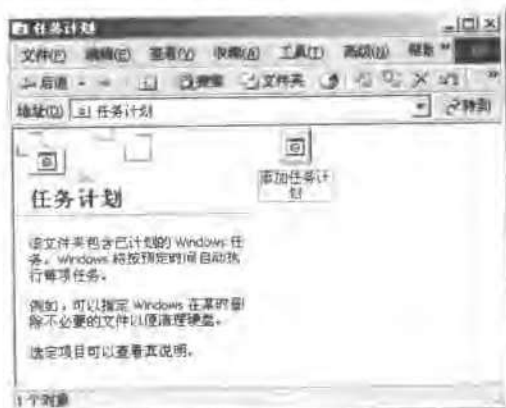 任务计划
文件(F) 编辑(E) 查看(V) 收藏(A) 工具(T) 高级(N) 帮助 »
后退 搜索 文件夹 »
地址(D) 任务计划 转到
添加任务计
划
任务计划
该文件夹包含已计划的 Windows 任
务。Windows 将按预定时间自动执
行每项任务。
例如，可以指定 Windows 在某时删
除不必要的文件以便清理硬盘。
选定项目可以查看其说明。
1 个对象